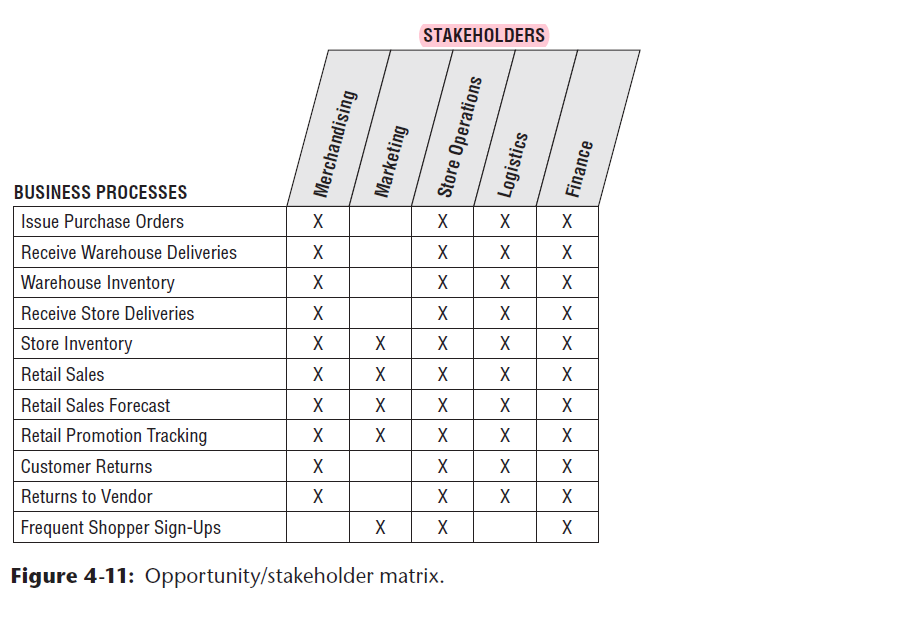 STAKEHOLDERS
Merchandising Marketing Store Operations Logistics Finance
BUSINESS PROCESSES
Issue Purchase Orders X X X X
Receive Warehouse Deliveries X X X X
Warehouse Inventory X X X X
Receive Store Deliveries X X X X
Store Inventory X X X X X
Retail Sales X X X X X
Retail Sales Forecast X X X X X
Retail Promotion Tracking X X X X X
Customer Returns X X X X
Returns to Vendor X X X X
Frequent Shopper Sign-Ups X X X
Figure 4-11: Opportunity/stakeholder matrix.